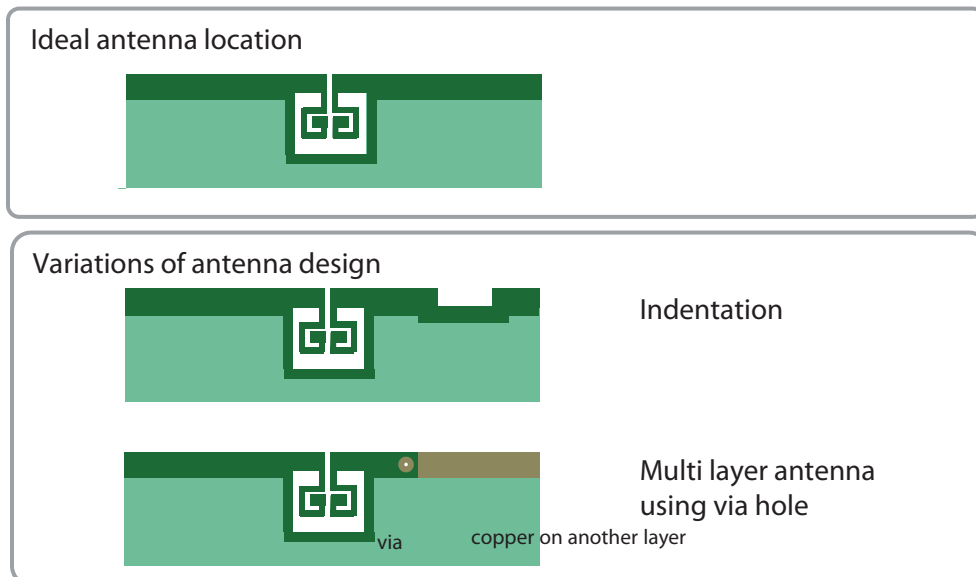 Ideal antenna location
Variations of antenna design
Indentation
Multi layer antenna
using via hole
via
copper on another layer